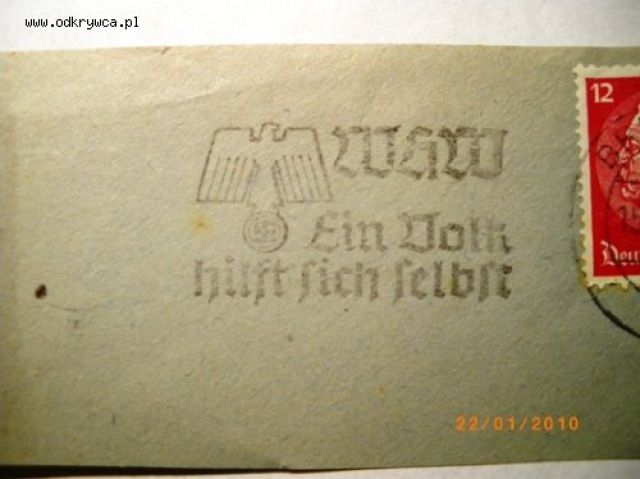 www.odkrywca.pl
WHW
Ein Volk
hilft sich selbst
12
22/01/2010